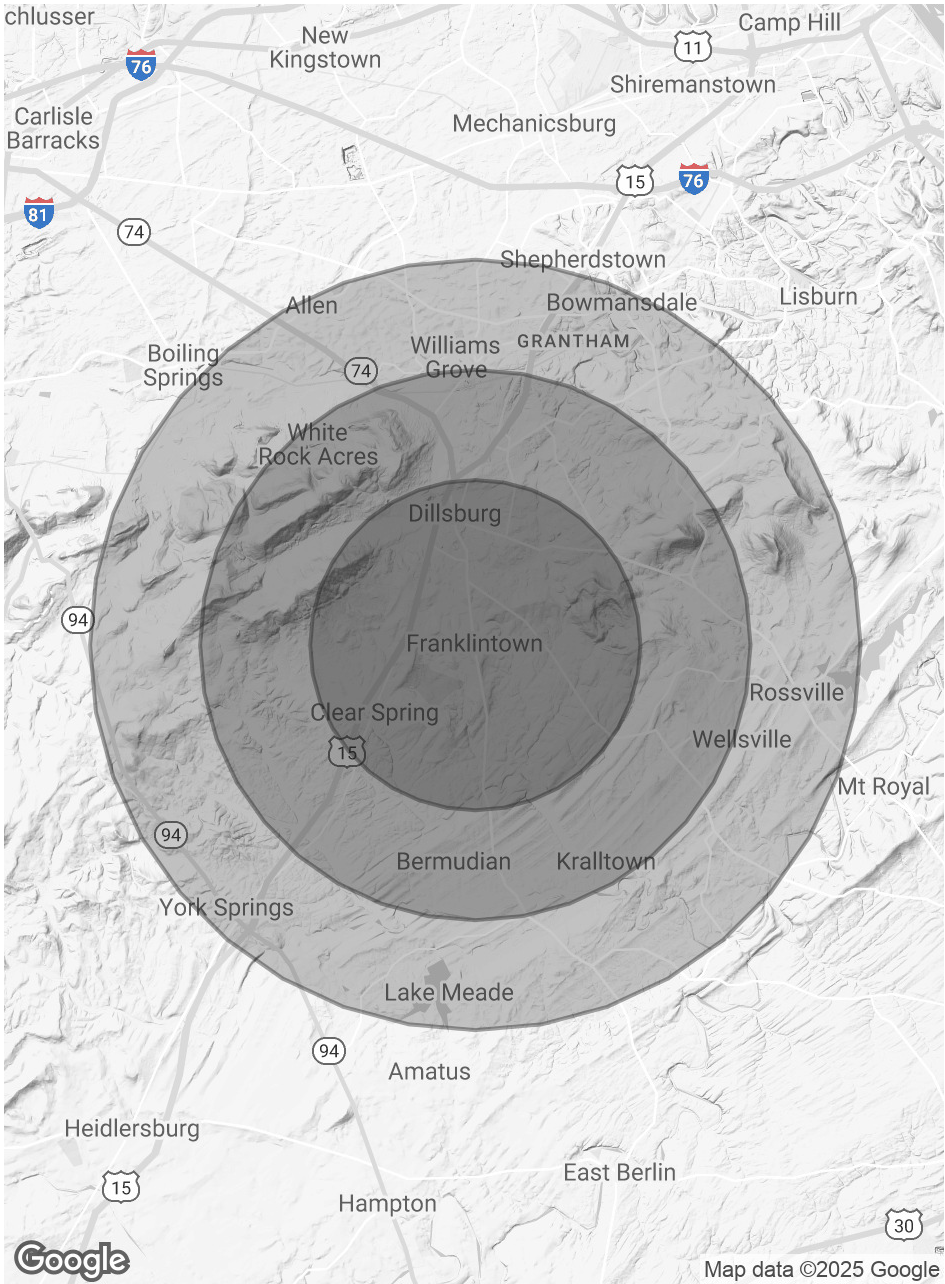 chlusser
Camp Hill
New
Kingstown
11
76
Shiremanstown
Carlisle
Barracks
Mechanicsburg
15
76
81
74
Shepherdstown
Lisburn
Bowmansdale
Allen
GRANTHAM
Williams
Grove
Boiling
Springs
74
White
Rock Acres
Dillsburg
94
Franklintown
Rossville
Clear Spring
Wellsville
15
Mt Royal
94
Bermudian
Kralltown
York Springs
Lake Meade
94
Amatus
Heidlersburg
East Berlin
15
Hampton
30
Google
Map data ©2025 Google